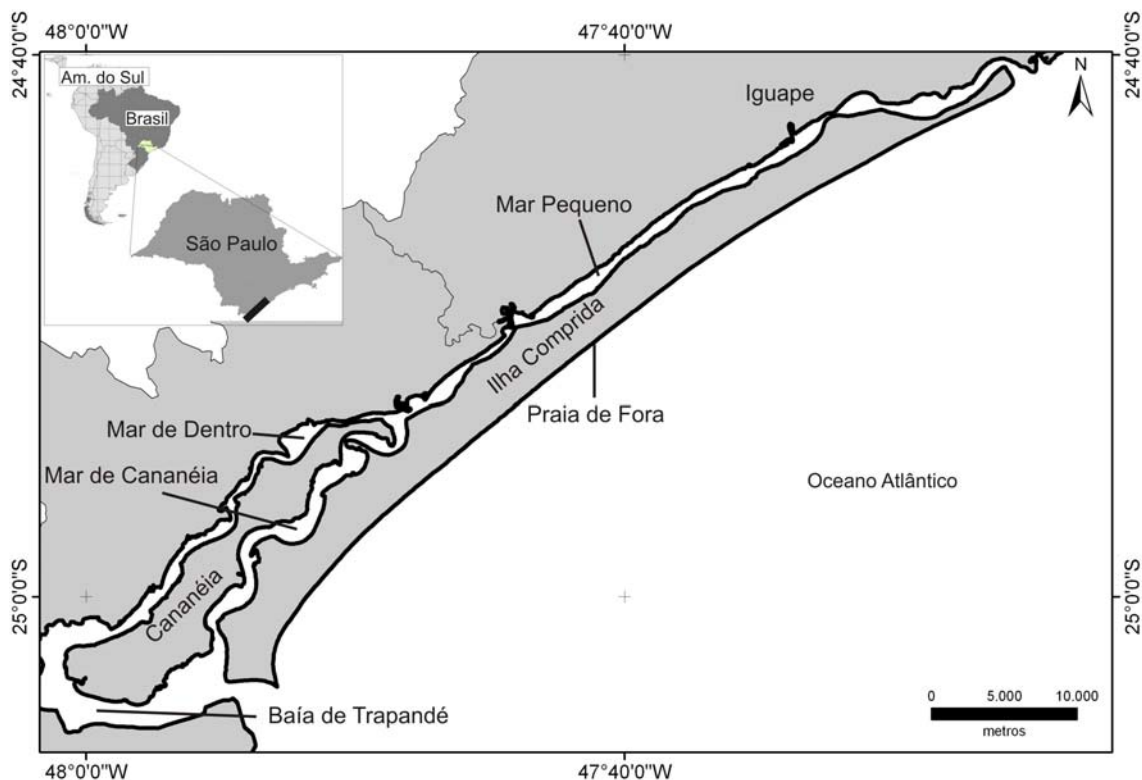 48°0'0"W
47°40'0"W
24°40'0"S
24°40'0"S
Am. do Sul
Brasil
São Paulo
N
Iguape
Mar Pequeno
Ilha Comprida
Praia de Fora
Mar de Dentro
Mar de Cananéia
Oceano Atlântico
Cananéia
25°0'0"S
25°0'0"S
Baía de Trapandé
0 5.000 10.000
metros
48°0'0"W
47°40'0"W